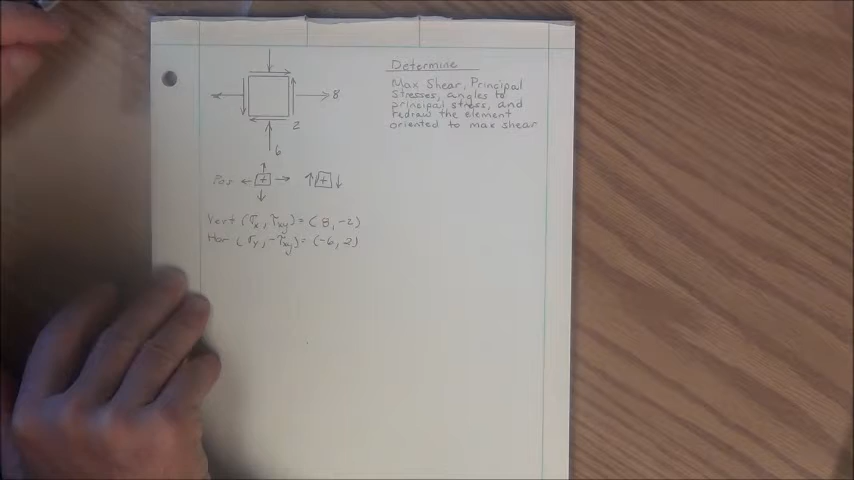 8
2
6
Determine
Max Shear, Principal
Stresses, angles to
principal stress, and
redraw the element
oriented to max shear
Pos + +
Vert (σx, τxy) = (8, -2)
Hor (σy, -τxy) = (-6, 2)